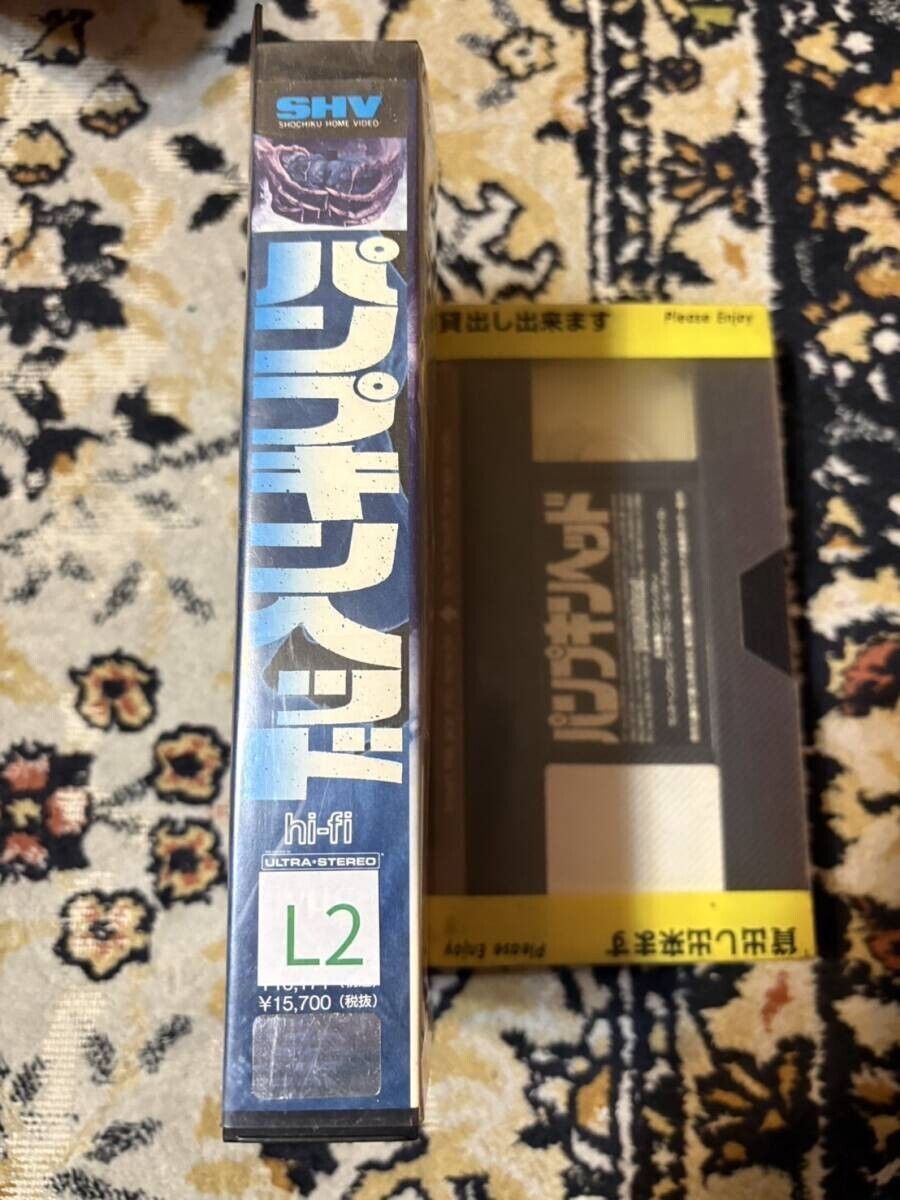 SHV
SHOCHIKU HOME VIDEO
パンプキンヘッド
hi-fi
ULTRA•STEREO
L2
¥15,700(税抜)
貸出し出来ます
Please Enjoy
パンプキンヘッド
貸出し出来ます
Please Enjoy